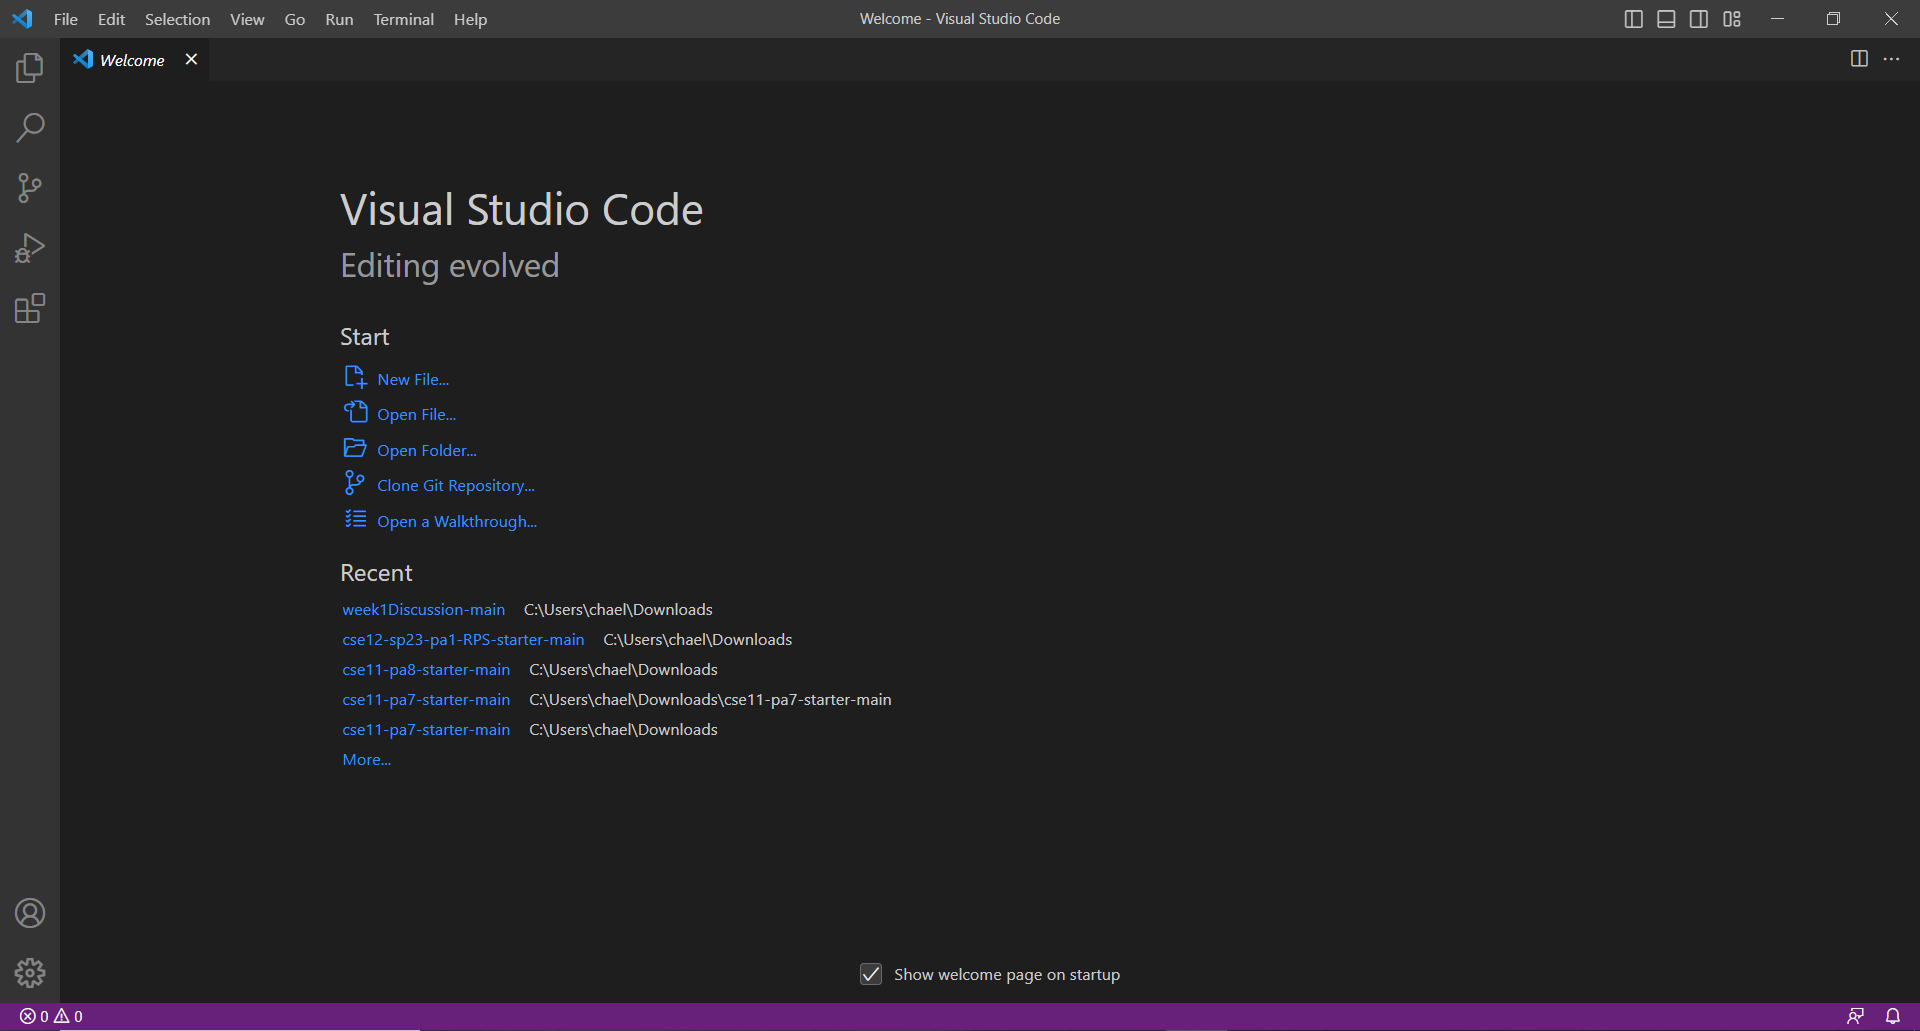 File Edit Selection View Go Run Terminal Help Welcome - Visual Studio Code
Welcome
Visual Studio Code
Editing evolved
Start
New File...
Open File...
Open Folder...
Clone Git Repository...
Open a Walkthrough...
Recent
week1Discussion-main C:\Users\chael\Downloads
cse12-sp23-pa1-RPS-starter-main C:\Users\chael\Downloads
cse11-pa8-starter-main C:\Users\chael\Downloads
cse11-pa7-starter-main C:\Users\chael\Downloads\cse11-pa7-starter-main
cse11-pa7-starter-main C:\Users\chael\Downloads
More...
Show welcome page on startup
0 0